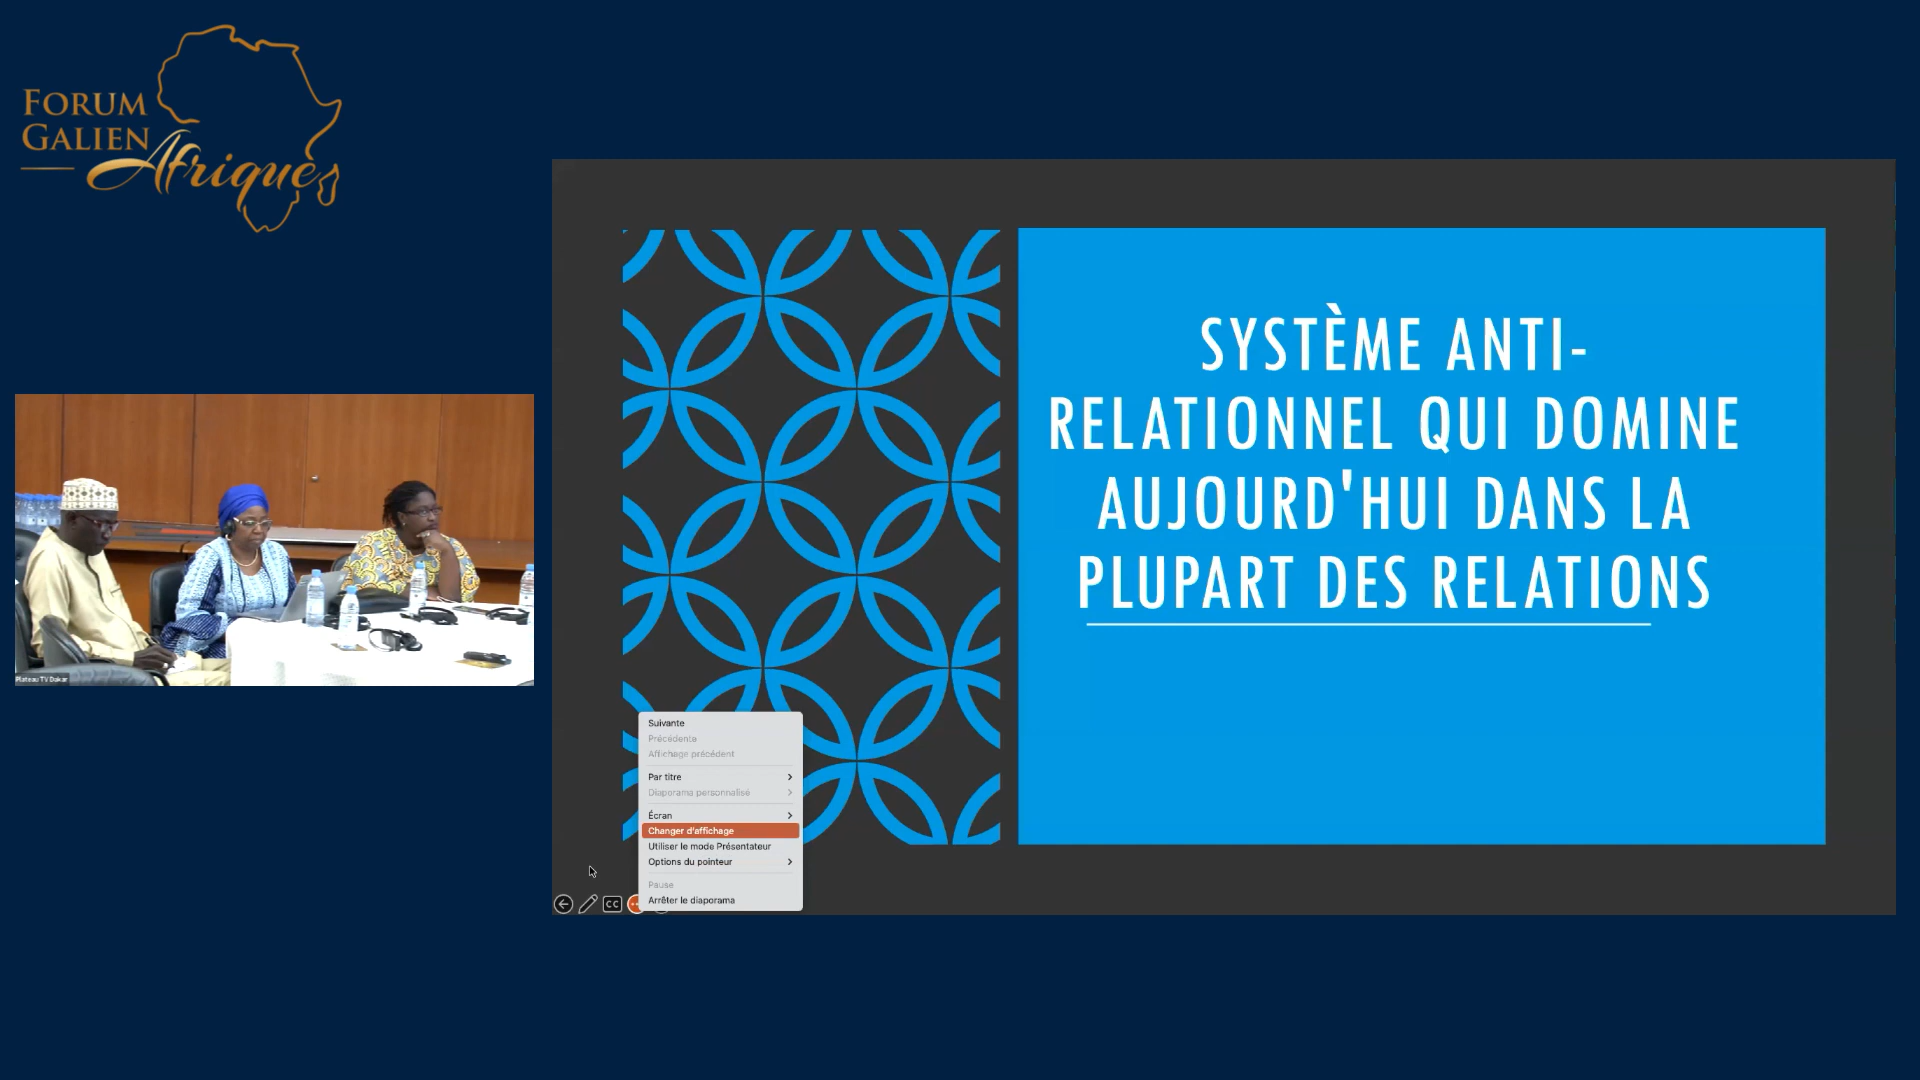 FORUM
GALIEN
Afrique
SYSTÈME ANTI-
RELATIONNEL QUI DOMINE
AUJOURD'HUI DANS LA
PLUPART DES RELATIONS
Plateau TV Dakar
Suivante
Précédente
Affichage précédent
Par titre
Diaporama personnalisé
Écran
Changer d'affichage
Utiliser le mode Présentateur
Options du pointeur
Pause
Arrêter le diaporama
CC